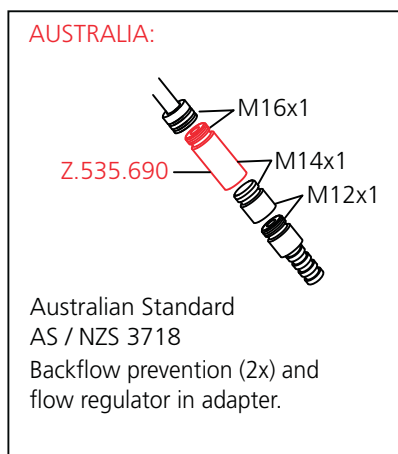 AUSTRALIA:
M16x1
Z.535.690
M14x1
M12x1
Australian Standard
AS / NZS 3718
Backflow prevention (2x) and
flow regulator in adapter.